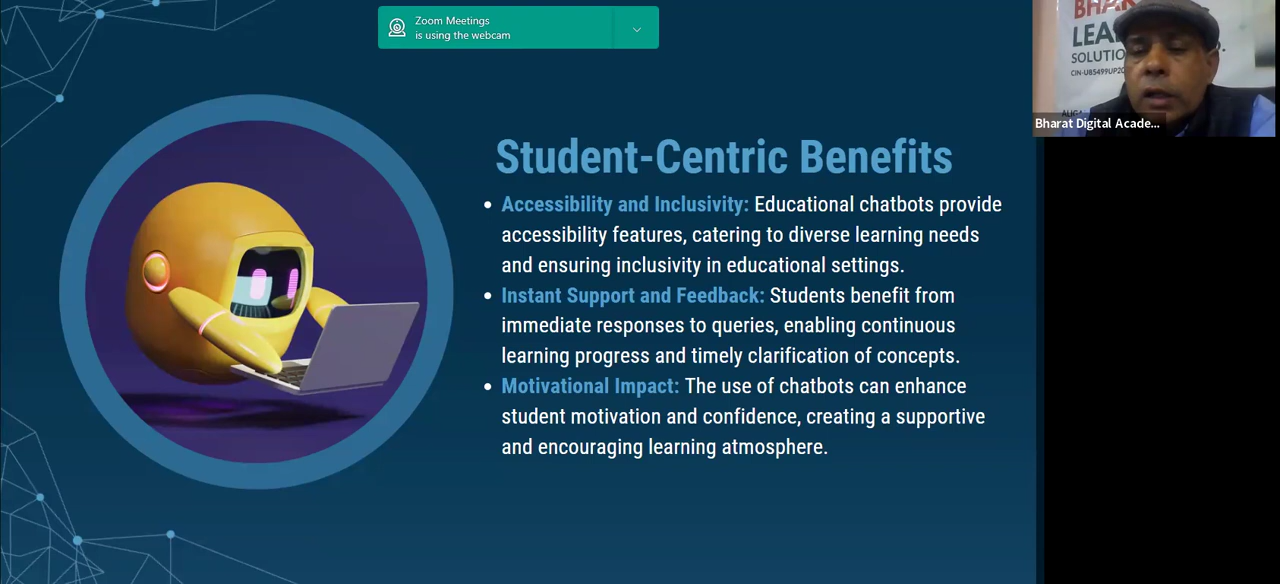 Zoom Meetings
is using the webcam
Student-Centric Benefits
Accessibility and Inclusivity: Educational chatbots provide
accessibility features, catering to diverse learning needs
and ensuring inclusivity in educational settings.
Instant Support and Feedback: Students benefit from
immediate responses to queries, enabling continuous
learning progress and timely clarification of concepts.
Motivational Impact: The use of chatbots can enhance
student motivation and confidence, creating a supportive
and encouraging learning atmosphere.
BHAR
LEA
SOLUTIO
Bharat Digital Acade...